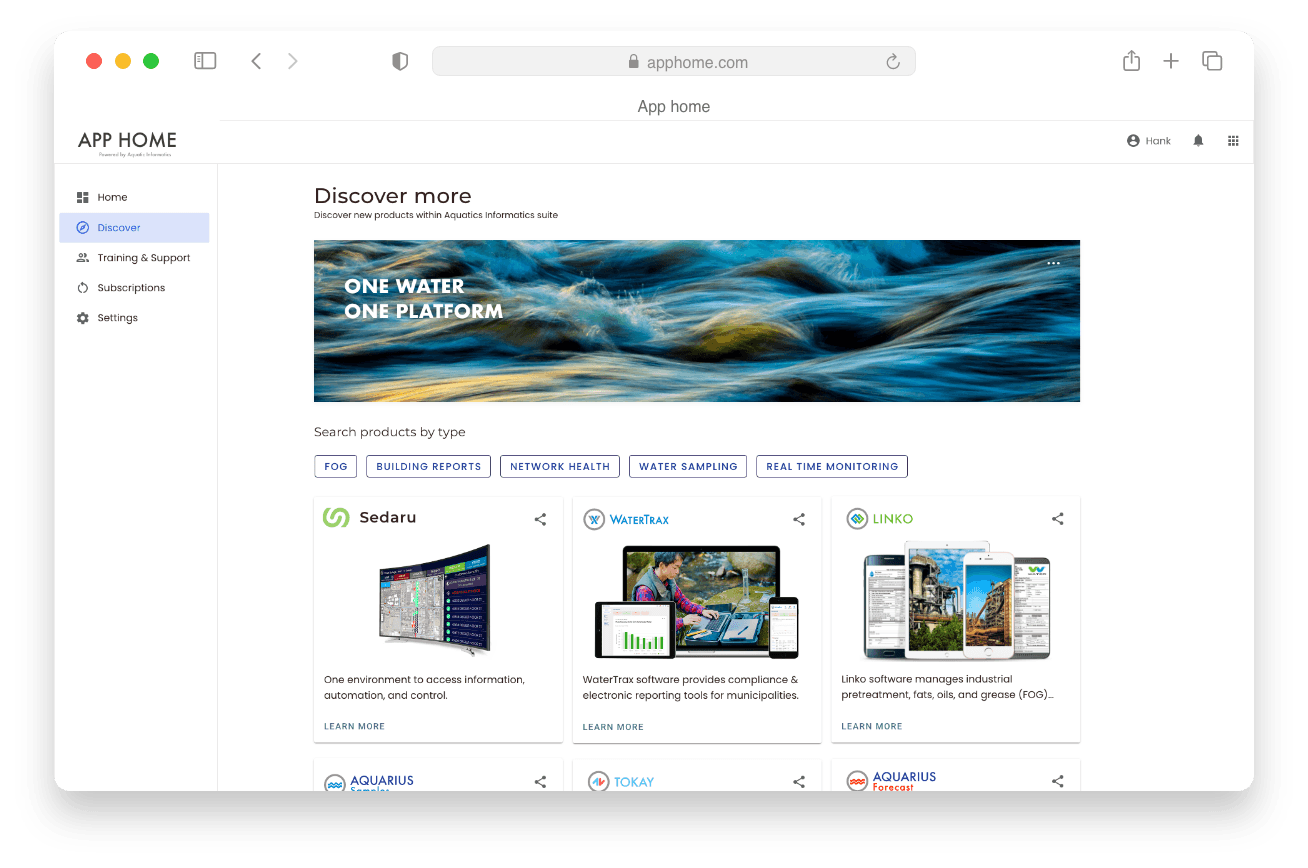 apphome.com
App home
APP HOME
Powered by Aquatic Informatics
Hank
Home
Discover
Training & Support
Subscriptions
Settings
Discover more
Discover new products within Aquatics Informatics suite
ONE WATER
ONE PLATFORM
Search products by type
FOG
BUILDING REPORTS
NETWORK HEALTH
WATER SAMPLING
REAL TIME MONITORING
Sedaru
One environment to access information,
automation, and control.
LEARN MORE
WATERTRAX
WaterTrax software provides compliance &
electronic reporting tools for municipalities.
LEARN MORE
LINKO
Linko software manages industrial
pretreatment, fats, oils, and grease (FOG)...
LEARN MORE
AQUARIUS
Samples
TOKAY
AQUARIUS
Forecast